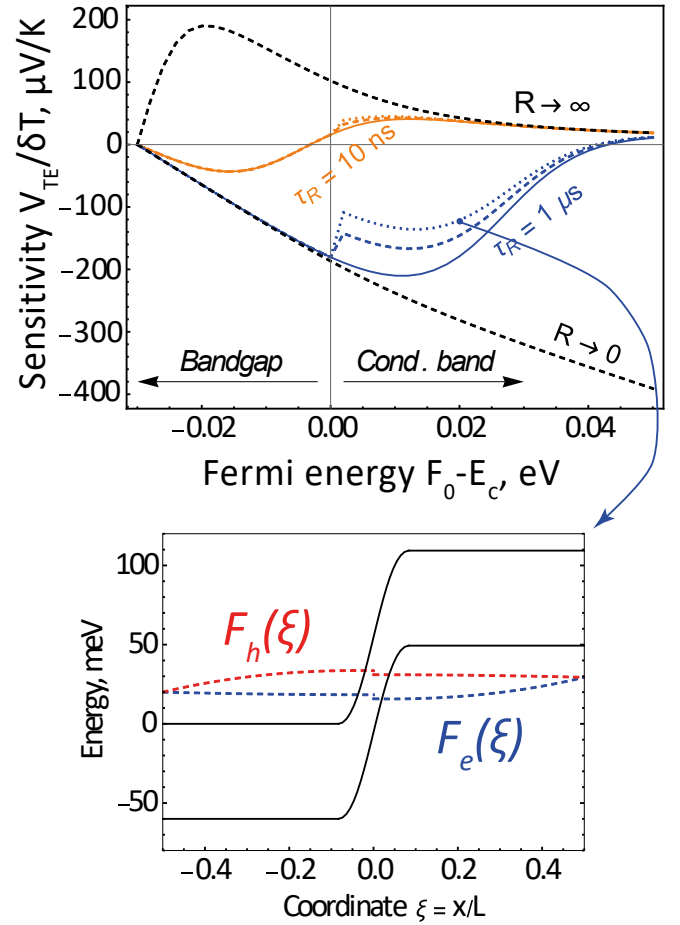 Sensitivity V_TE/δT, μV/K
200
100
0
−100
−200
−300
−400
R→∞
τ_R = 10 ns
τ_R = 1 μs
R→0
Bandgap
Cond. band
−0.02 0.00 0.02 0.04
Fermi energy F_0-E_c, eV
Energy, meV
100
50
0
−50
F_h(ξ)
F_e(ξ)
−0.4 −0.2 0.0 0.2 0.4
Coordinate ξ = x/L